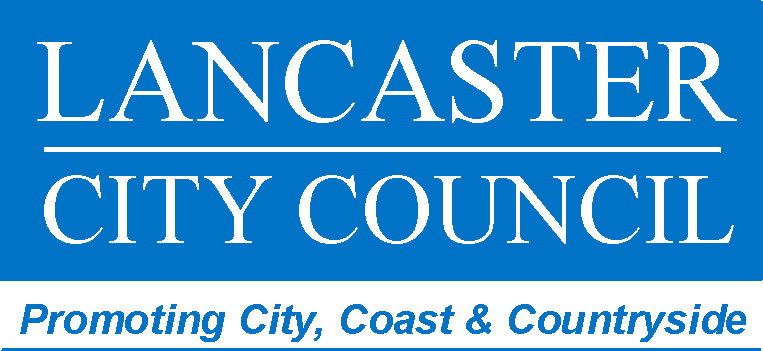 LANCASTER
CITY COUNCIL
Promoting City, Coast & Countryside